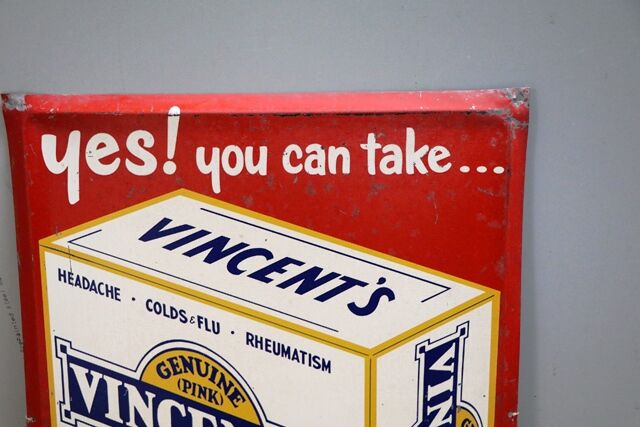 yes! you can take...
VINCENT'S
HEADACHE · COLDS & FLU · RHEUMATISM
GENUINE
(PINK)